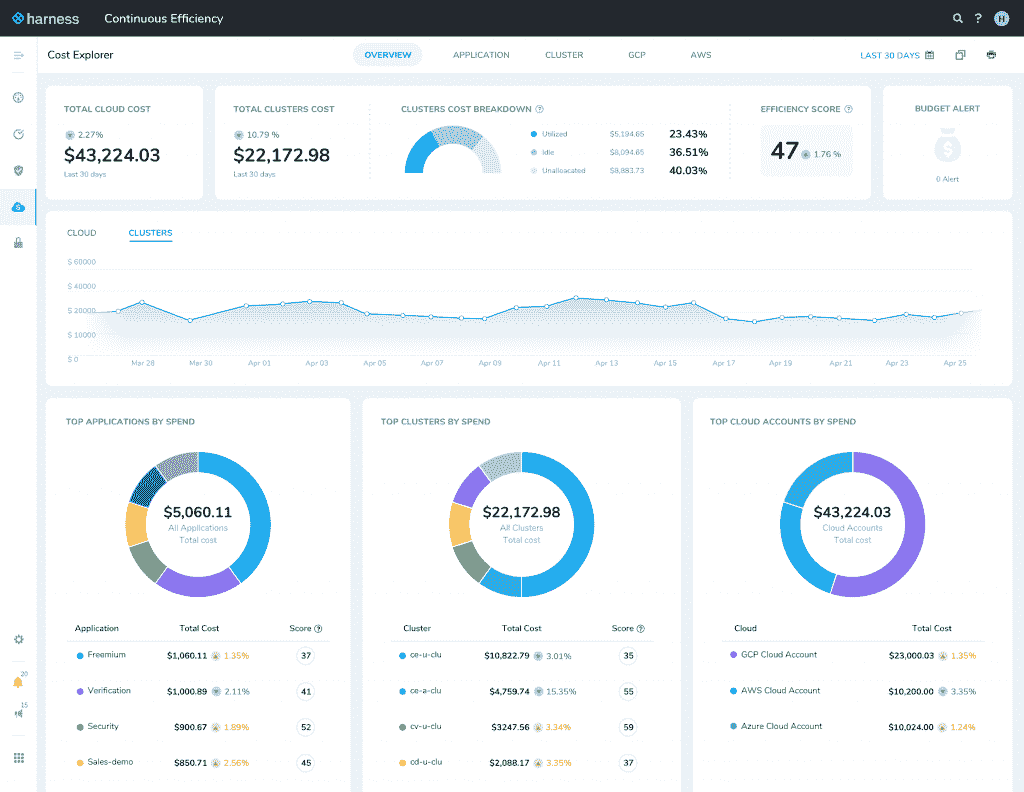 harness Continuous Efficiency ? H
Cost Explorer OVERVIEW APPLICATION CLUSTER GCP AWS LAST 30 DAYS
TOTAL CLOUD COST
2.27%
$43,224.03
Last 30 days
TOTAL CLUSTERS COST
10.79 %
$22,172.98
Last 30 days
CLUSTERS COST BREAKDOWN ?
Utilized $5,194.65 23.43%
Idle $8,094.65 36.51%
Unalloacated $8,883.73 40.03%
EFFICIENCY SCORE ?
47 1.76 %
BUDGET ALERT
$
0 Alert
CLOUD CLUSTERS
$ 60000
$ 40000
$ 20000
$ 10000
$ 0
Mar 28 Mar 30 Apr 01 Apr 03 Apr 05 Apr 07 Apr 09 Apr 11 Apr 13 Apr 15 Apr 17 Apr 19 Apr 21 Apr 23 Apr 25
TOP APPLICATIONS BY SPEND
$5,060.11
All Applications
Total cost
Application Total Cost Score ?
Freemium $1,060.11 1.35% 37
Verification $1,000.89 2.11% 41
Security $900.67 1.89% 52
Sales-demo $850.71 2.56% 45
TOP CLUSTERS BY SPEND
$22,172.98
All Clusters
Total cost
Cluster Total Cost Score ?
ce-u-clu $10,822.79 3.01% 35
ce-a-clu $4,759.74 15.35% 55
cv-u-clu $3247.56 3.34% 59
cd-u-clu $2,088.17 3.35% 37
TOP CLOUD ACCOUNTS BY SPEND
$43,224.03
Cloud Accounts
Total cost
Cloud Total Cost
GCP Cloud Account $23,000.03 1.35%
AWS Cloud Account $10,200.00 3.35%
Azure Cloud Account $10,024.00 1.24%
20
15